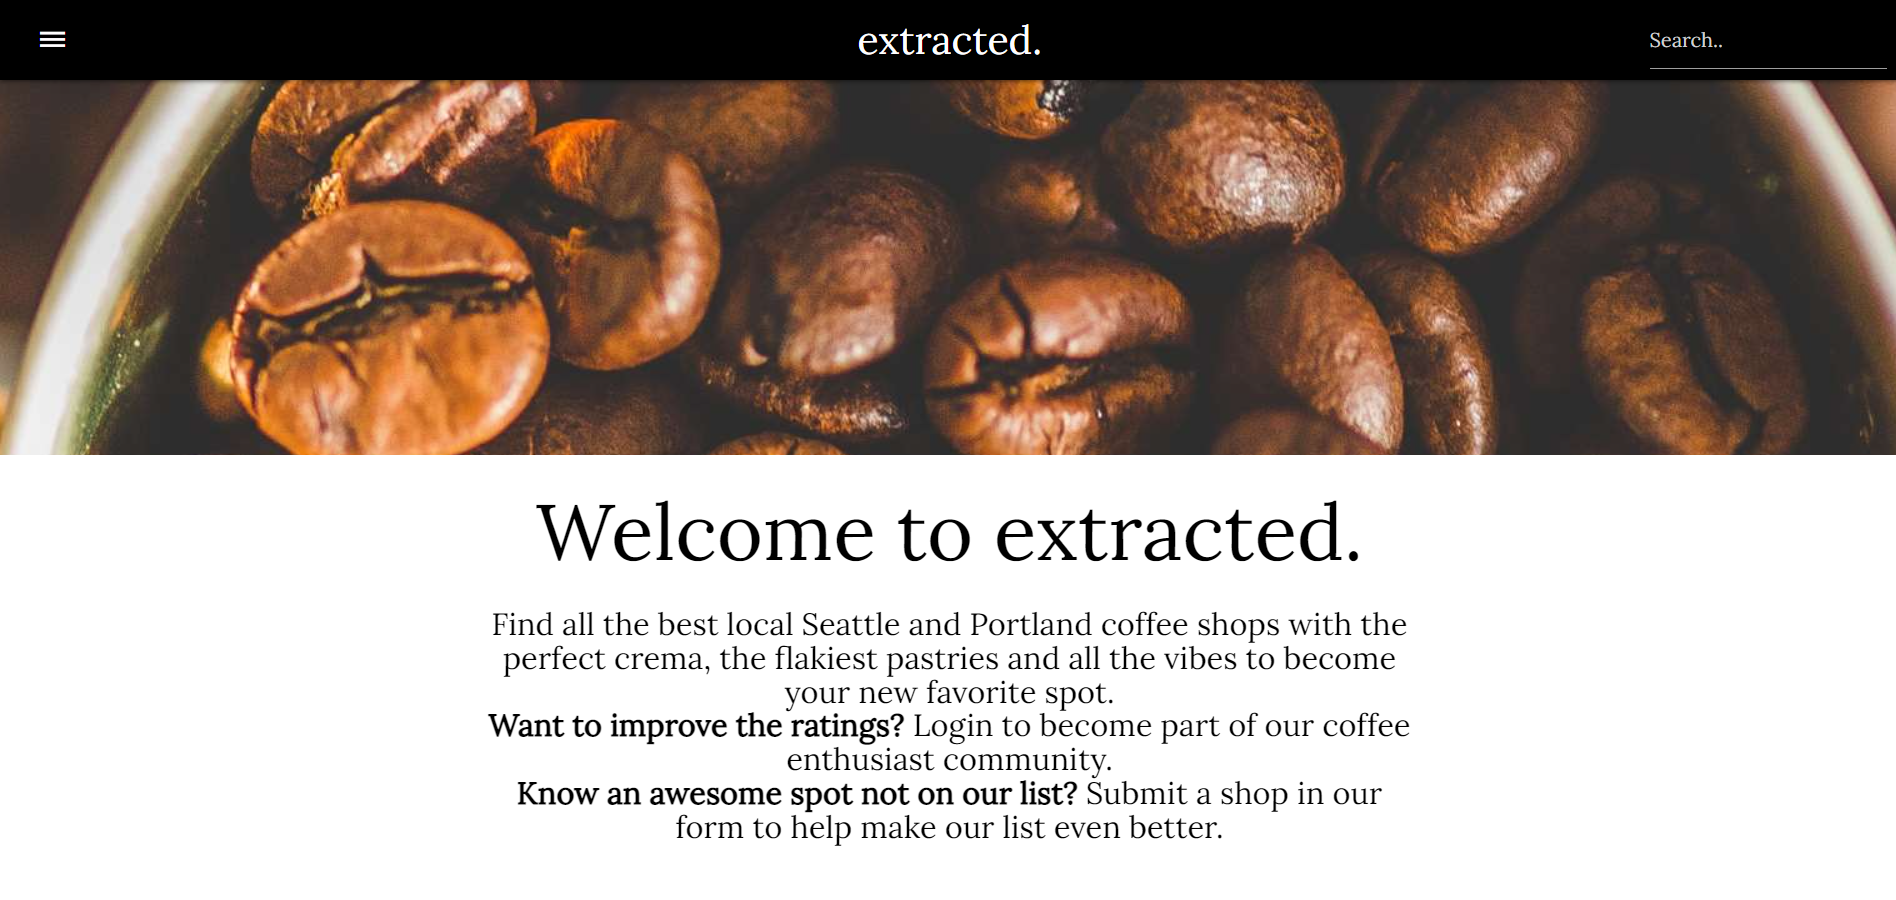 extracted.
Search..
Welcome to extracted.
Find all the best local Seattle and Portland coffee shops with the
perfect crema, the flakiest pastries and all the vibes to become
your new favorite spot.
Want to improve the ratings? Login to become part of our coffee
enthusiast community.
Know an awesome spot not on our list? Submit a shop in our
form to help make our list even better.